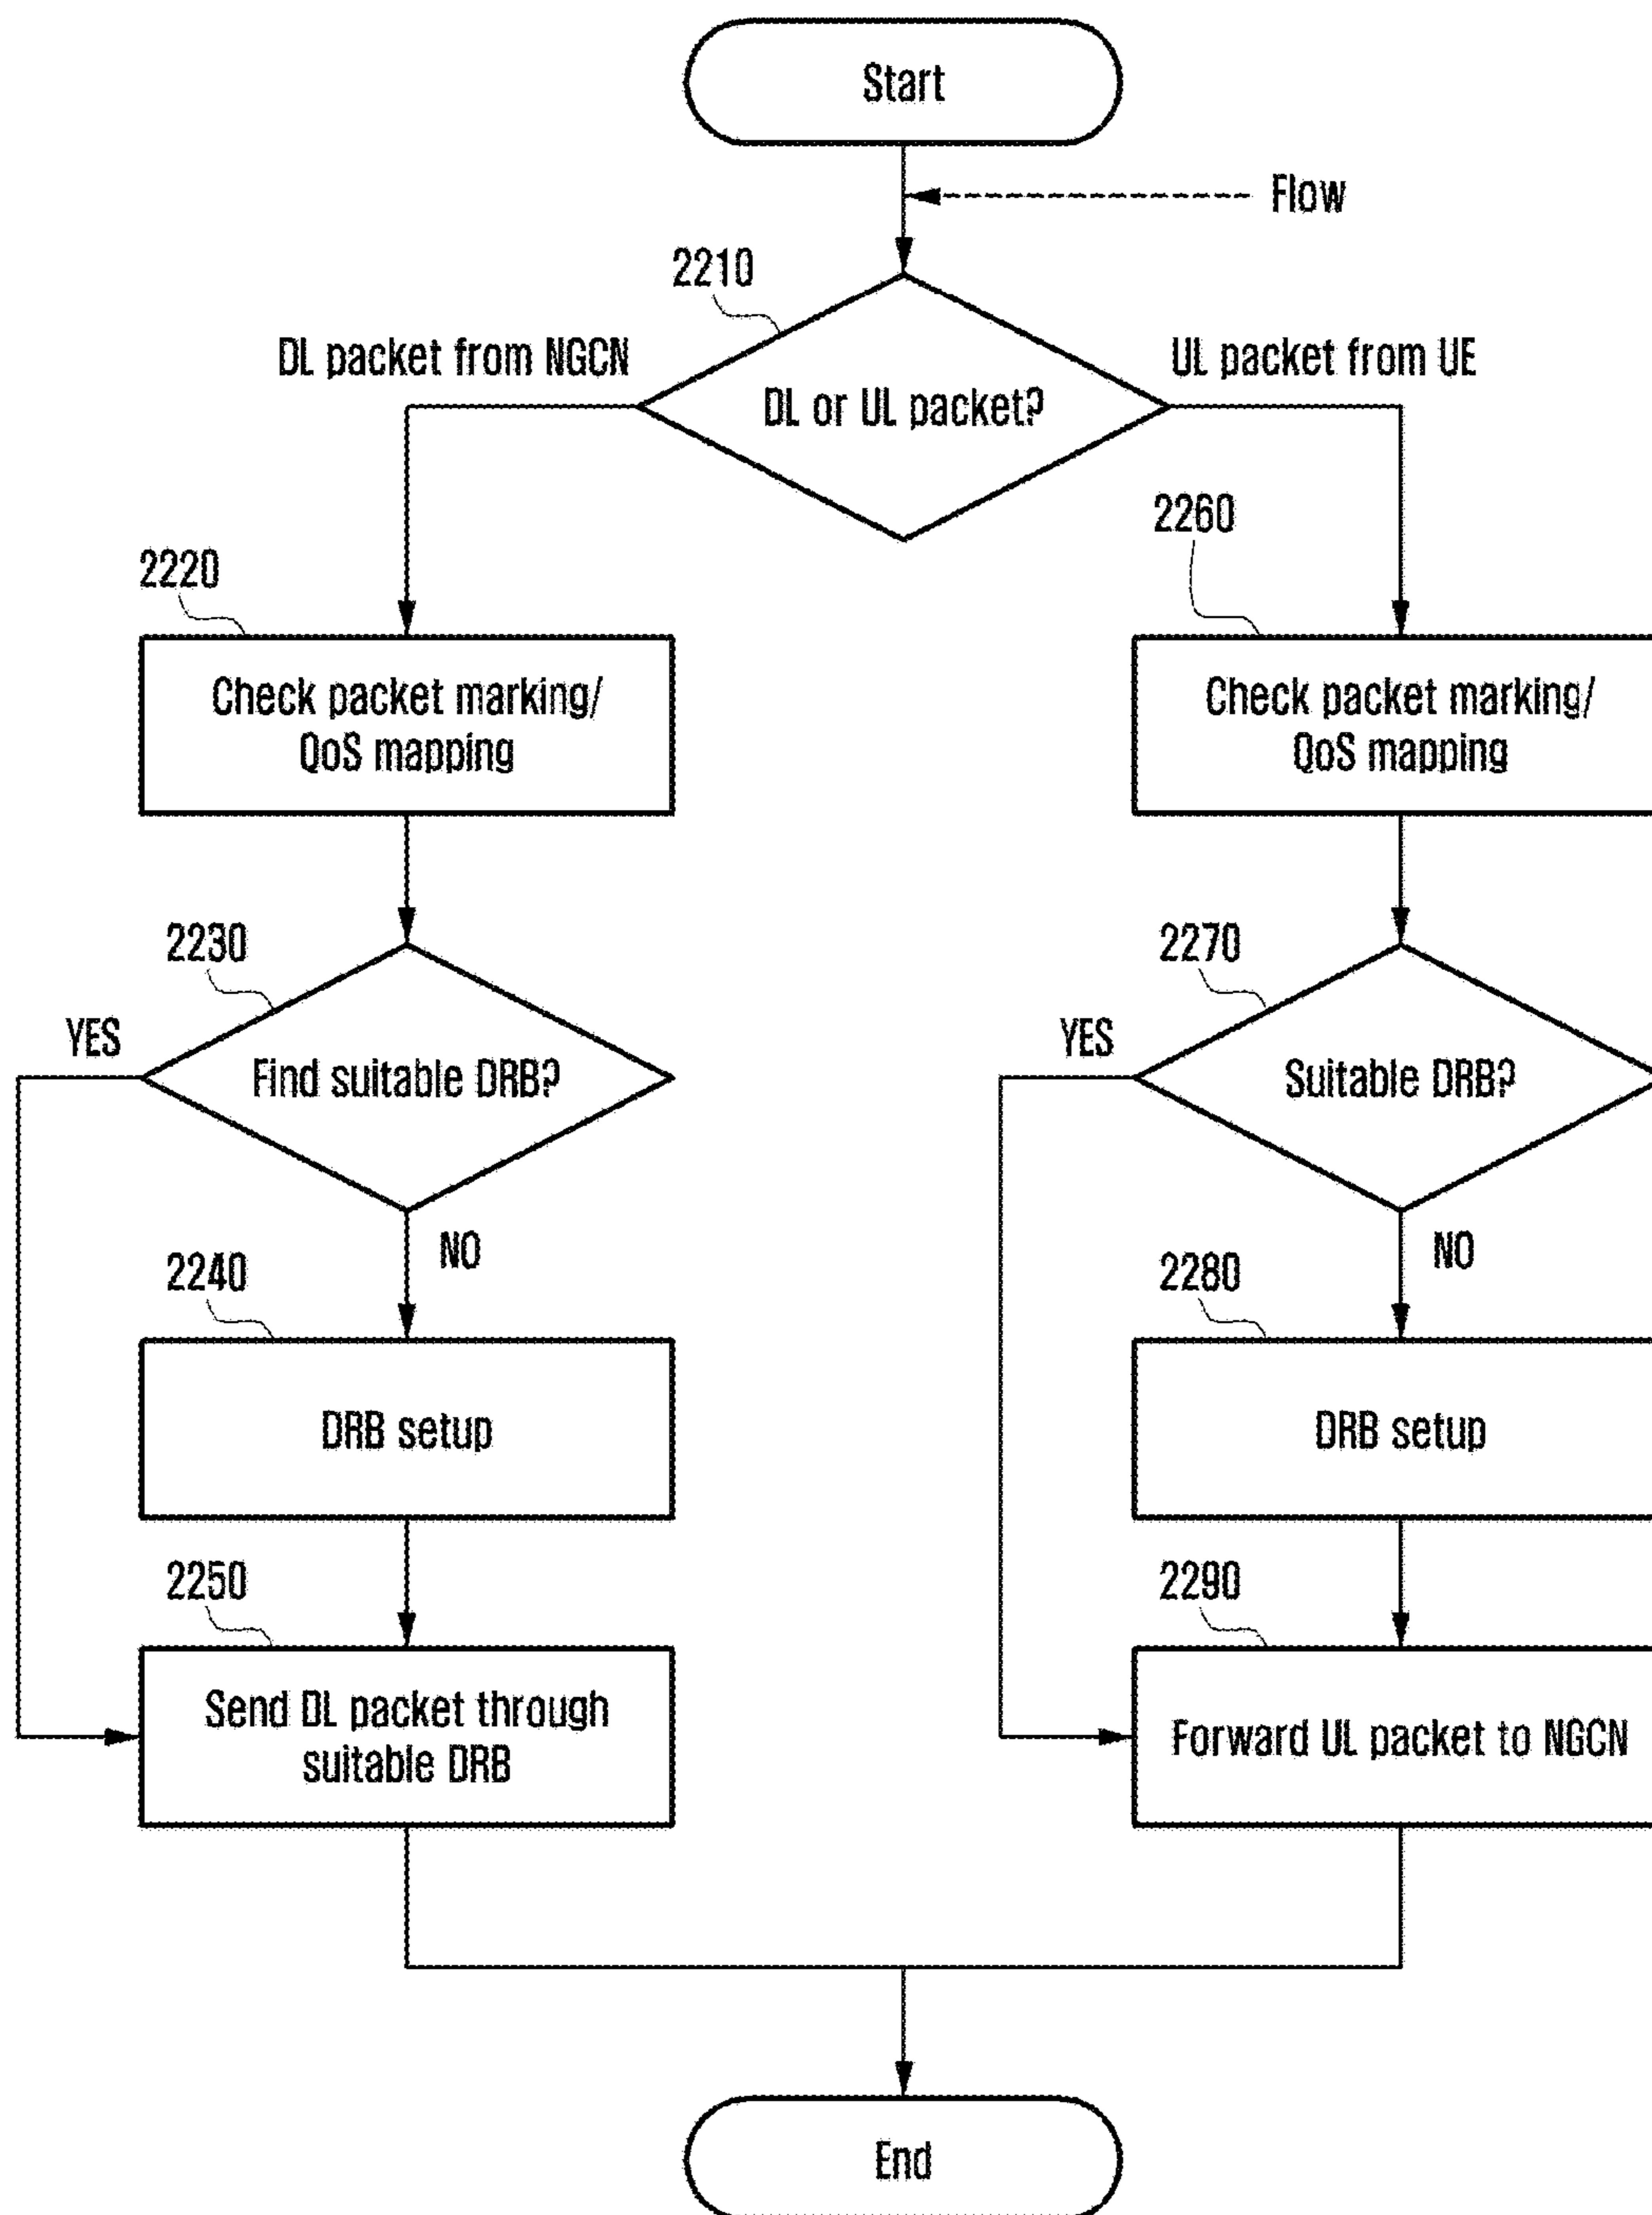 Start
Flow
2210
DL packet from NGCN
UL packet from UE
DL or UL packet?
2220
Check packet marking/
QoS mapping
2230
YES
Find suitable DRB?
NO
2240
DRB setup
2250
Send DL packet through
suitable DRB
2260
Check packet marking/
QoS mapping
2270
YES
Suitable DRB?
NO
2280
DRB setup
2290
Forward UL packet to NGCN
End